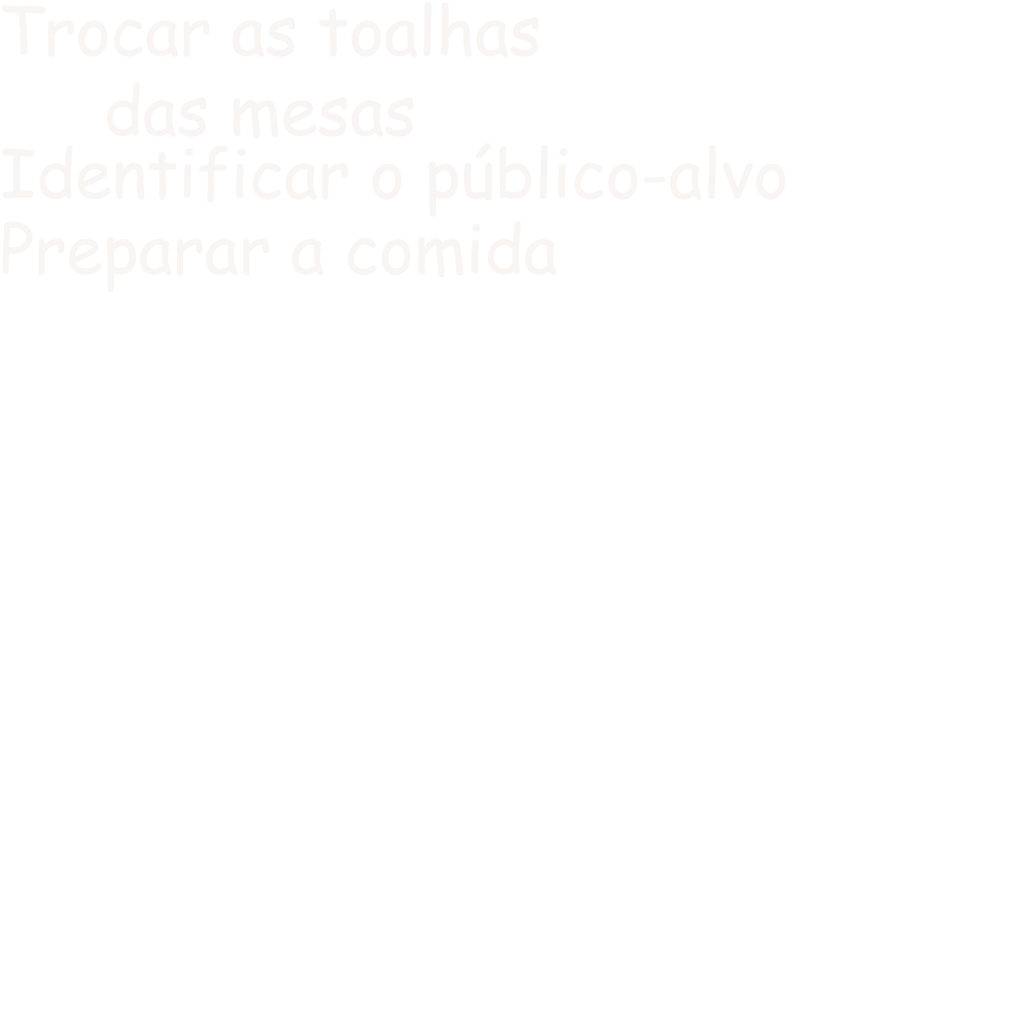 Trocar as toalhas
das mesas
Identificar o público-alvo
Preparar a comida